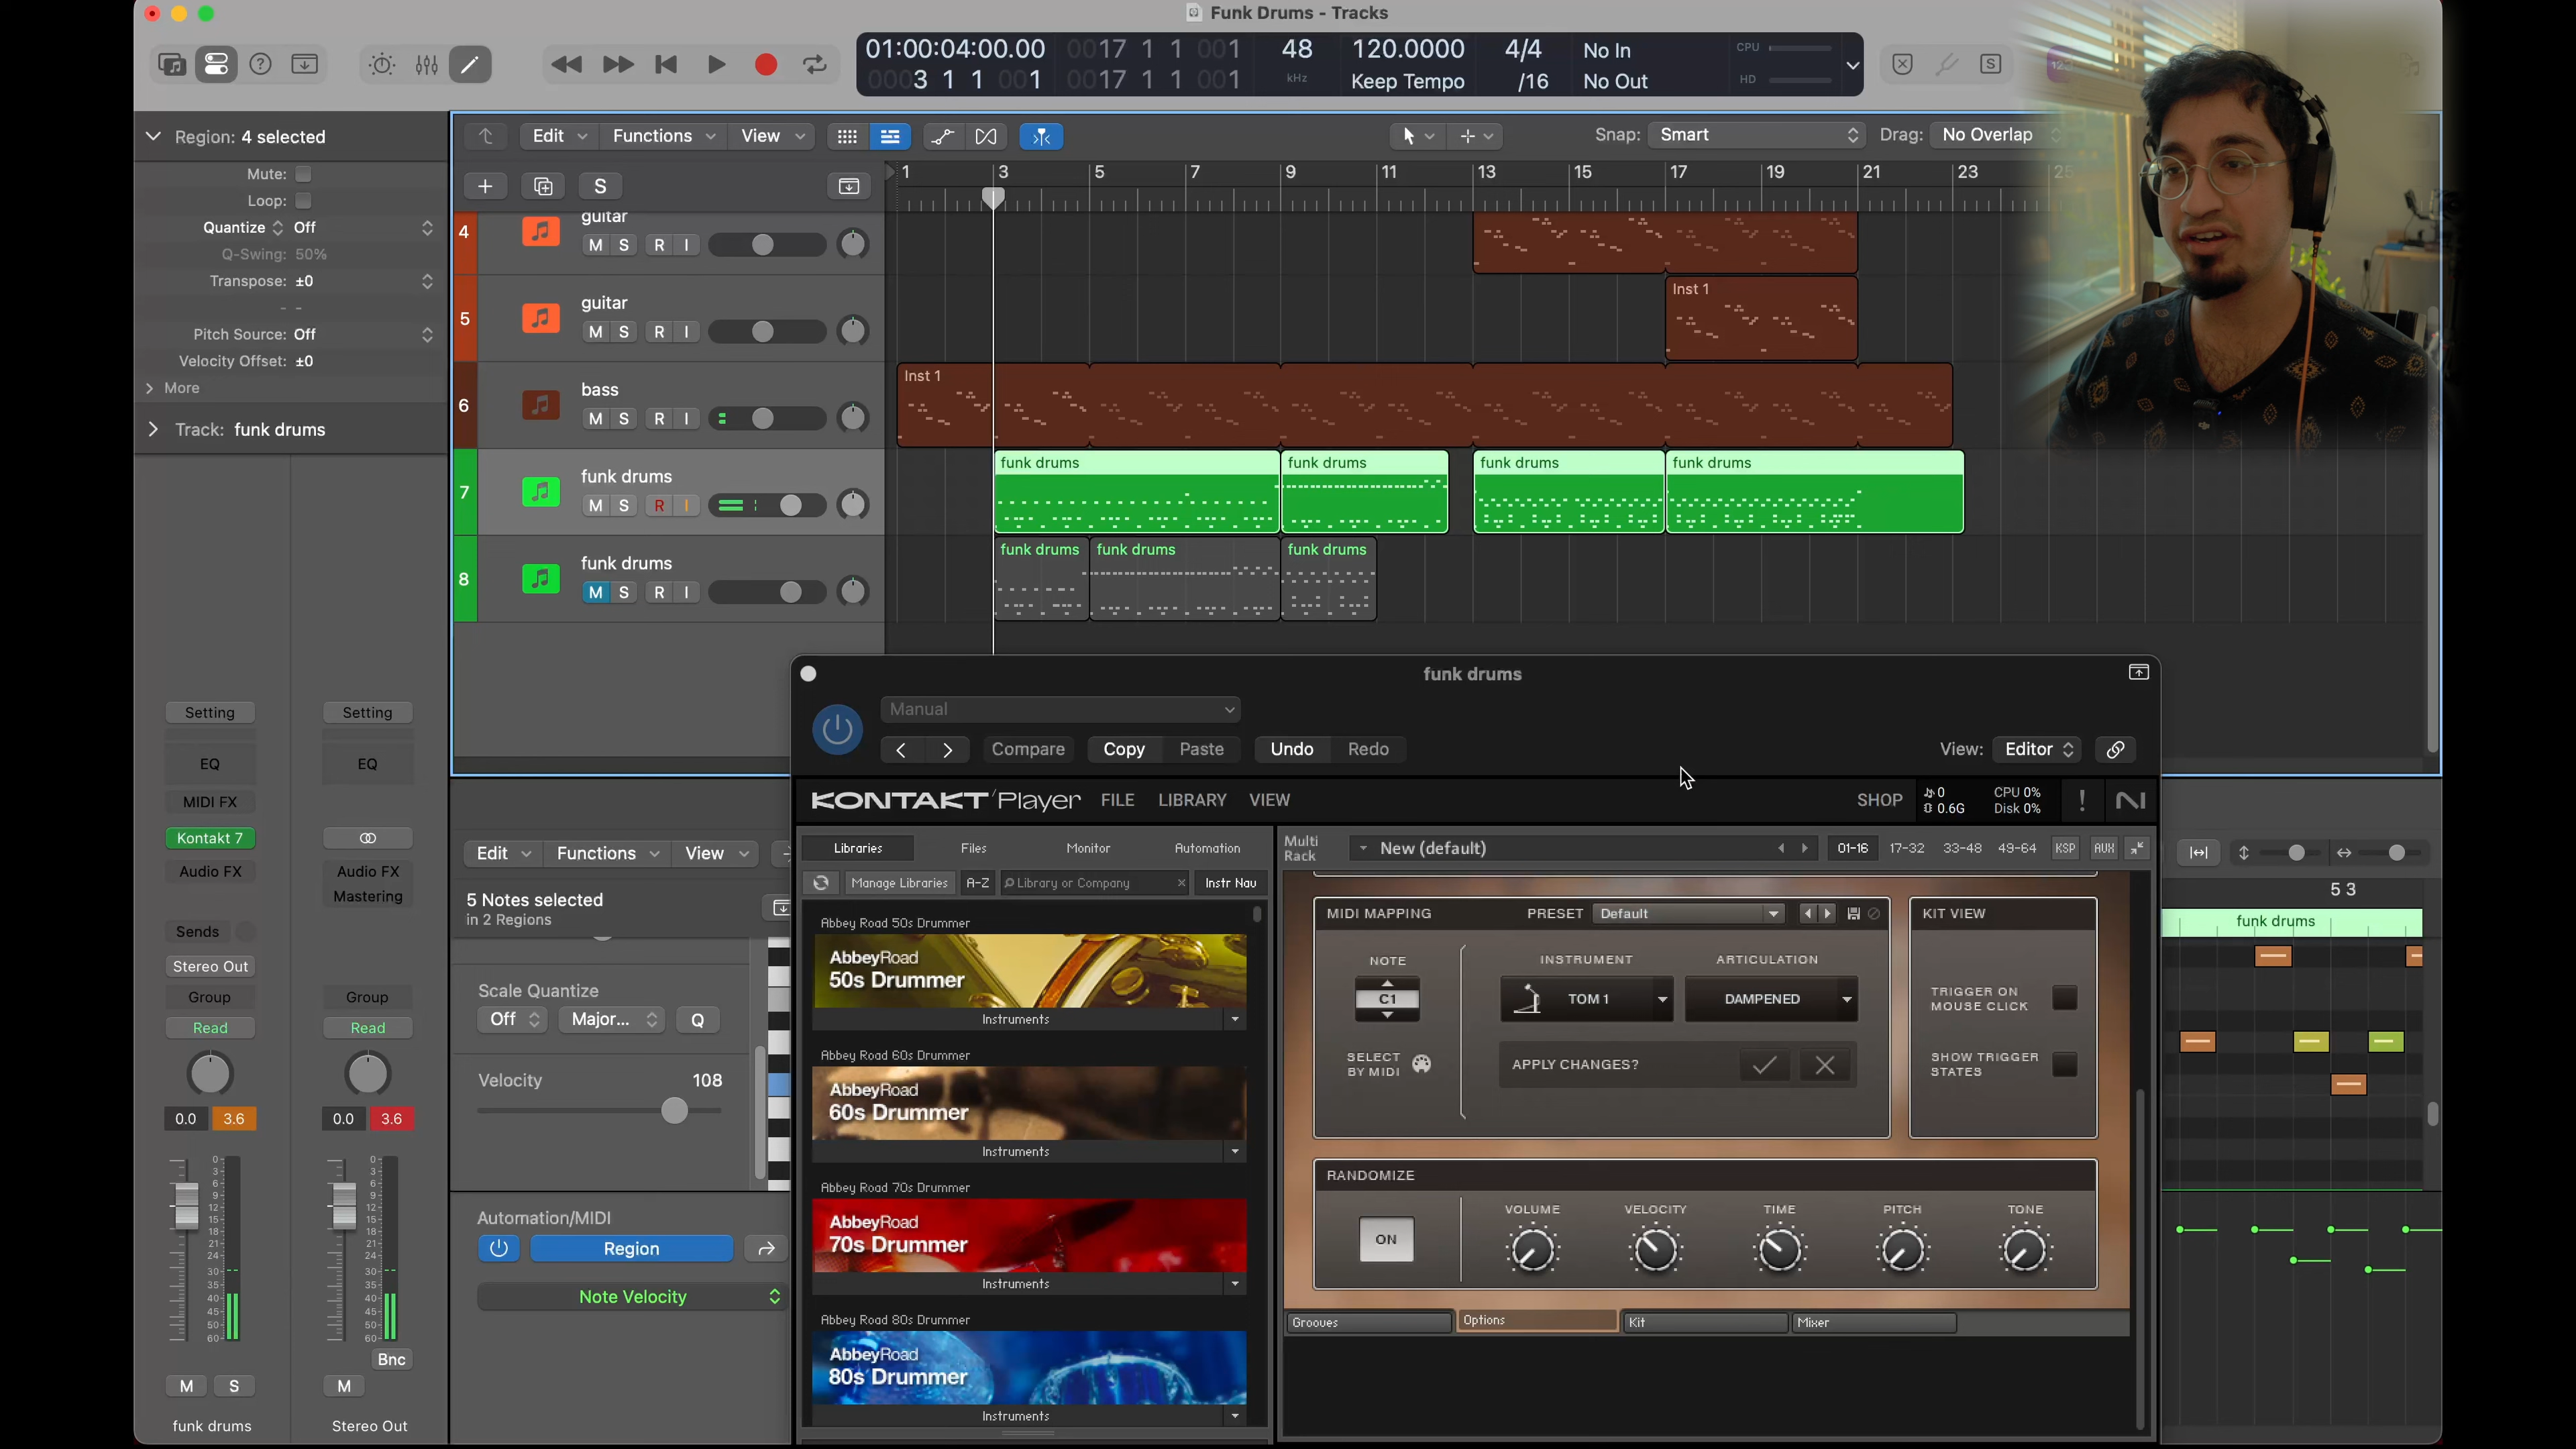 Funk Drums - Tracks
01:00:04:00.00
0017 1 1 001
48
120.0000
4/4
No In
CPU
0003 1 1 001
0017 1 1 001
kHz
Keep Tempo
/16
No Out
HD
Region: 4 selected
Edit
Functions
View
Snap: Smart
Drag: No Overlap
Mute:
Loop:
Quantize Off
Q-Swing: 50%
Transpose: ±0
Pitch Source: Off
Velocity Offset: ±0
More
Track: funk drums
S
1 3 5 7 9 11 13 15 17 19 21 23 25
4
guitar
M S R I
5
guitar
M S R I
Inst 1
6
bass
M S R I
Inst 1
7
funk drums
M S R I
funk drums
funk drums
funk drums
funk drums
8
funk drums
M S R I
funk drums
funk drums
funk drums
Setting
Setting
EQ
EQ
MIDI FX
Kontakt 7
Audio FX
Audio FX
Mastering
Sends
Stereo Out
Group
Group
Read
Read
0.0 3.6
0.0 3.6
Bnc
M S
M
funk drums
Stereo Out
Edit
Functions
View
5 Notes selected
in 2 Regions
Scale Quantize
Off
Major...
Q
Velocity 108
Automation/MIDI
Region
Note Velocity
funk drums
Manual
Compare
Copy
Paste
Undo
Redo
View: Editor
KONTAKT Player
FILE
LIBRARY
VIEW
SHOP
0
0.6G
CPU 0%
Disk 0%
Libraries
Files
Monitor
Automation
Manage Libraries
A-Z
Library or Company
Instr Nav
Abbey Road 50s Drummer
AbbeyRoad
50s Drummer
Instruments
Abbey Road 60s Drummer
AbbeyRoad
60s Drummer
Instruments
Abbey Road 70s Drummer
AbbeyRoad
70s Drummer
Instruments
Abbey Road 80s Drummer
AbbeyRoad
80s Drummer
Instruments
Multi
Rack
New (default)
01-16
17-32
33-48
49-64
KSP
AUX
MIDI MAPPING
PRESET
Default
KIT VIEW
NOTE
C1
SELECT
BY MIDI
INSTRUMENT
TOM 1
ARTICULATION
DAMPENED
APPLY CHANGES?
TRIGGER ON
MOUSE CLICK
SHOW TRIGGER
STATES
RANDOMIZE
ON
VOLUME
VELOCITY
TIME
PITCH
TONE
Grooves
Options
Kit
Mixer
5 3
funk drums